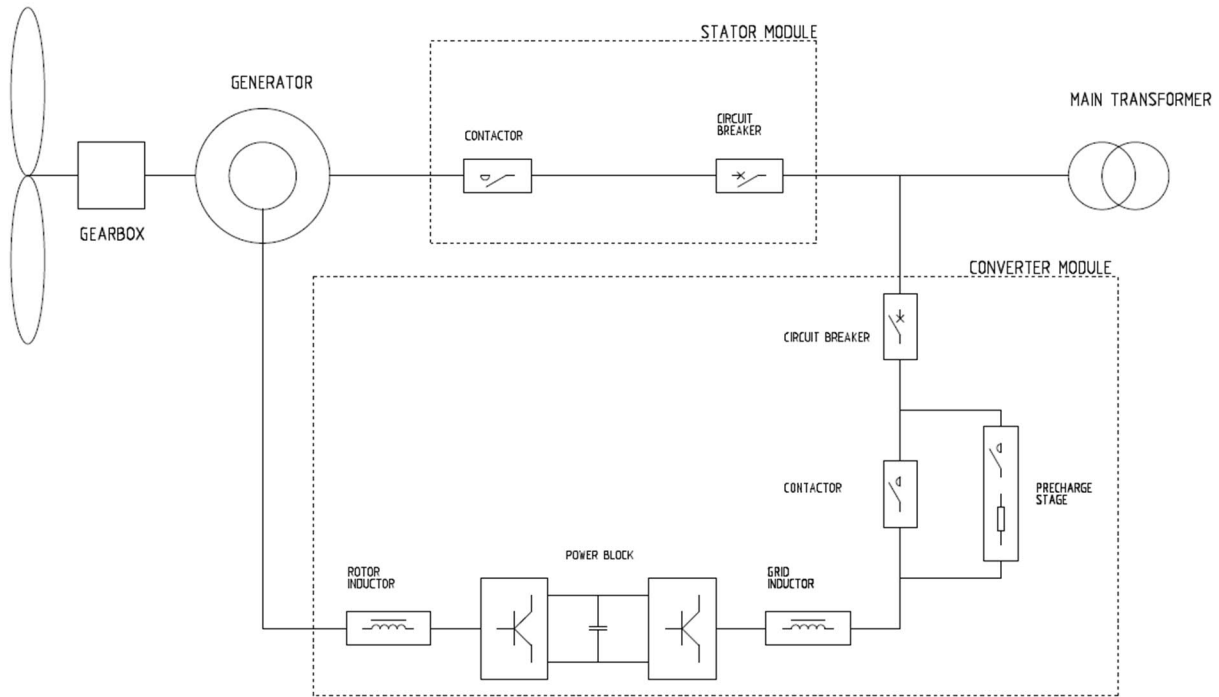 STATOR MODULE
GENERATOR
MAIN TRANSFORMER
CONTACTOR
CIRCUIT
BREAKER
GEARBOX
CONVERTER MODULE
CIRCUIT BREAKER
CONTACTOR
PRECHARGE
STAGE
POWER BLOCK
ROTOR
INDUCTOR
GRID
INDUCTOR